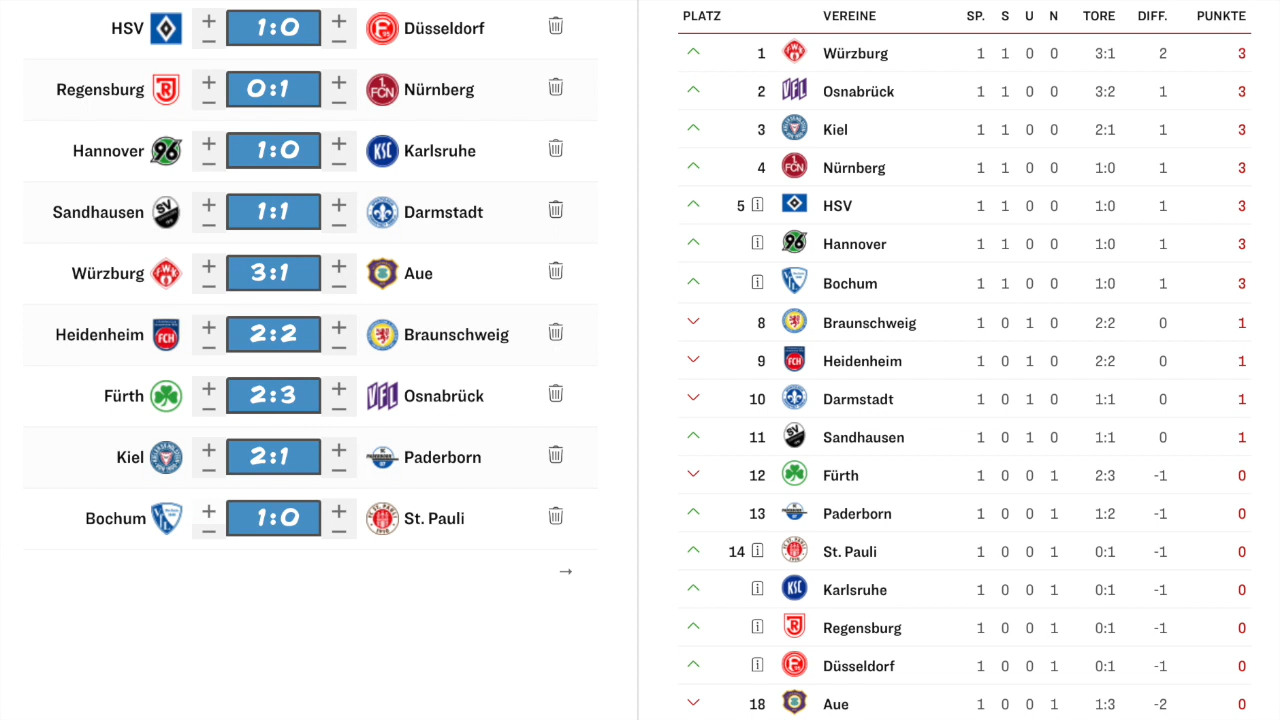 HSV 1:0 Düsseldorf
Regensburg 0:1 Nürnberg
Hannover 1:0 Karlsruhe
Sandhausen 1:1 Darmstadt
Würzburg 3:1 Aue
Heidenheim 2:2 Braunschweig
Fürth 2:3 Osnabrück
Kiel 2:1 Paderborn
Bochum 1:0 St. Pauli
PLATZ VEREINE SP. S U N TORE DIFF. PUNKTE
1 Würzburg 1 1 0 0 3:1 2 3
2 Osnabrück 1 1 0 0 3:2 1 3
3 Kiel 1 1 0 0 2:1 1 3
4 Nürnberg 1 1 0 0 1:0 1 3
5 HSV 1 1 0 0 1:0 1 3
Hannover 1 1 0 0 1:0 1 3
Bochum 1 1 0 0 1:0 1 3
8 Braunschweig 1 0 1 0 2:2 0 1
9 Heidenheim 1 0 1 0 2:2 0 1
10 Darmstadt 1 0 1 0 1:1 0 1
11 Sandhausen 1 0 1 0 1:1 0 1
12 Fürth 1 0 0 1 2:3 -1 0
13 Paderborn 1 0 0 1 1:2 -1 0
14 St. Pauli 1 0 0 1 0:1 -1 0
Karlsruhe 1 0 0 1 0:1 -1 0
Regensburg 1 0 0 1 0:1 -1 0
Düsseldorf 1 0 0 1 0:1 -1 0
18 Aue 1 0 0 1 1:3 -2 0